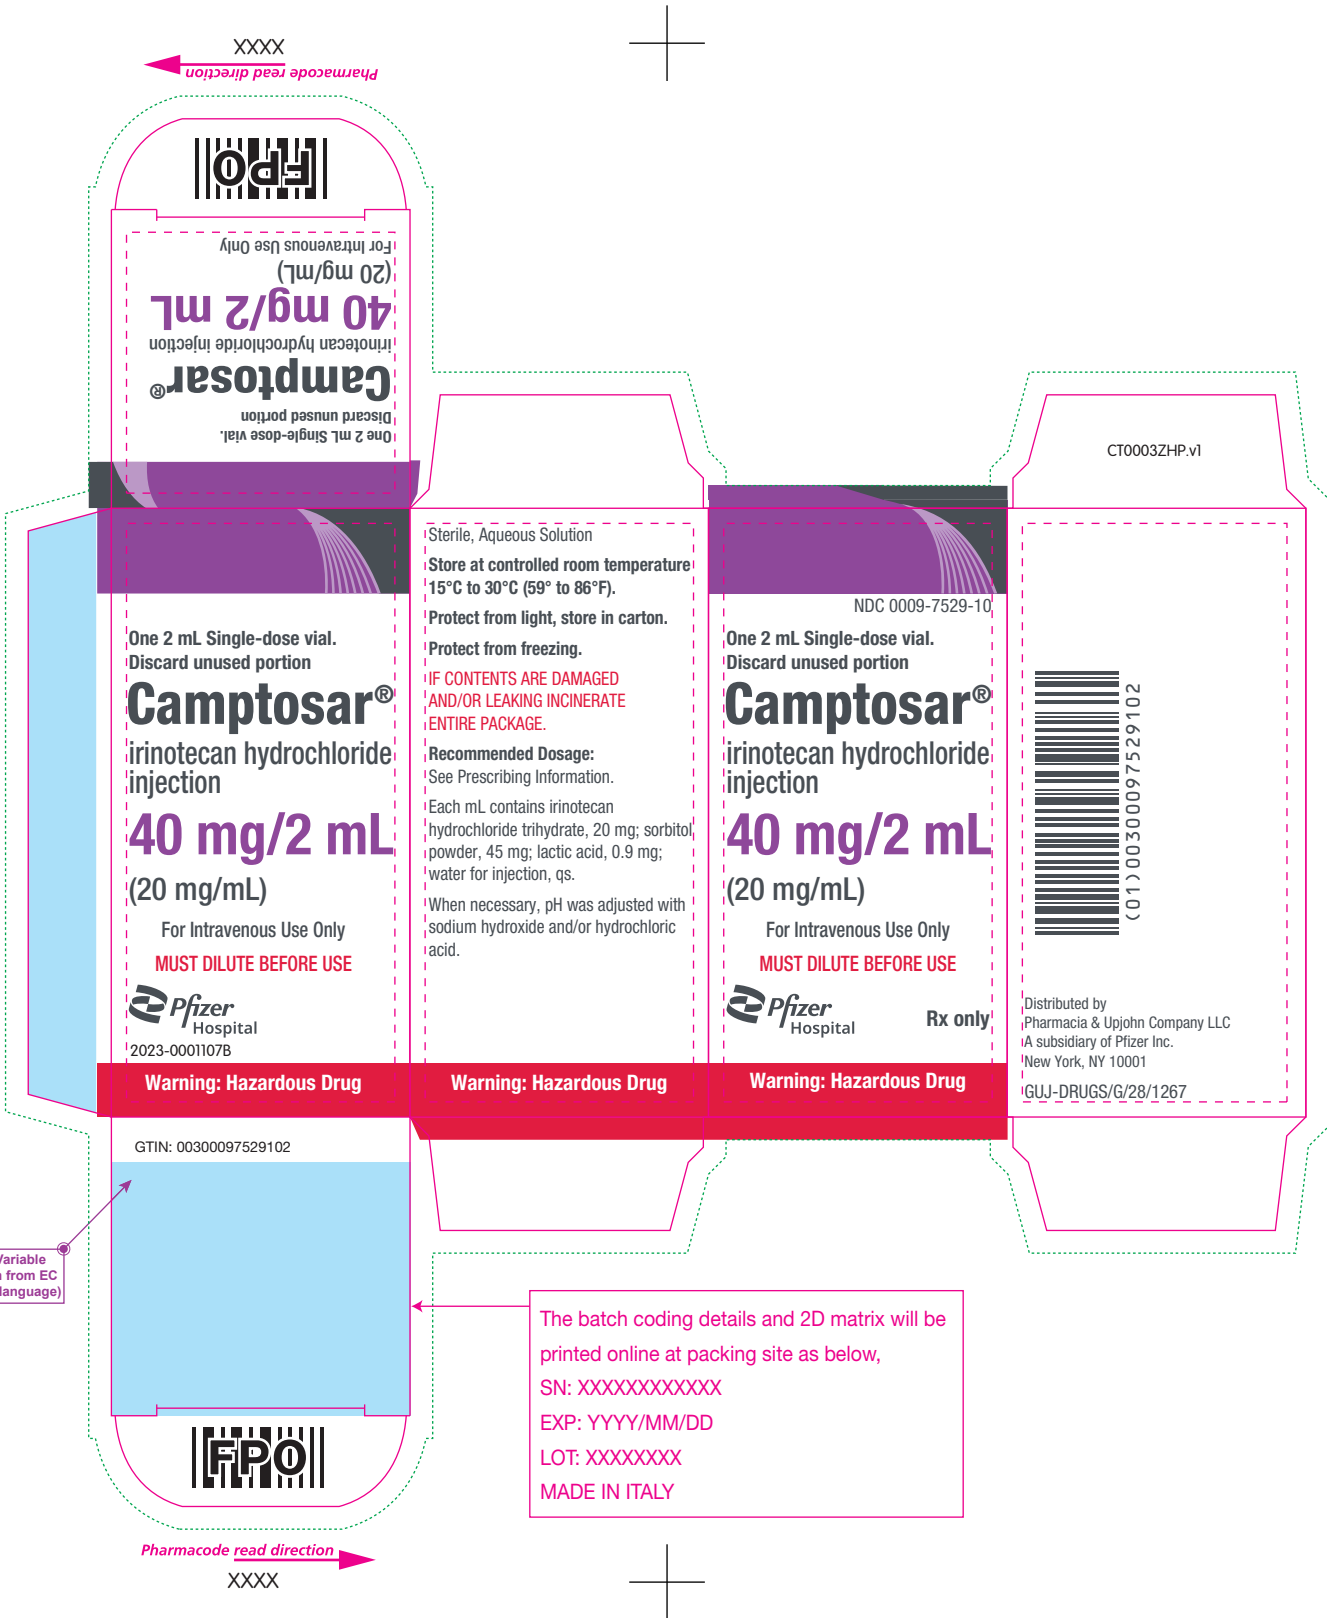 XXXX
Pharmacode read direction
FPO
For Intravenous Use Only
(20 mg/mL)
40 mg/2 mL
irinotecan hydrochloride injection
Camptosar®
Discard unused portion
One 2 mL Single-dose vial.
One 2 mL Single-dose vial.
Discard unused portion
Camptosar®
irinotecan hydrochloride
injection
40 mg/2 mL
(20 mg/mL)
For Intravenous Use Only
MUST DILUTE BEFORE USE
Pfizer
Hospital
2023-0001107B
Warning: Hazardous Drug
Sterile, Aqueous Solution
Store at controlled room temperature
15°C to 30°C (59° to 86°F).
Protect from light, store in carton.
Protect from freezing.
IF CONTENTS ARE DAMAGED
AND/OR LEAKING INCINERATE
ENTIRE PACKAGE.
Recommended Dosage:
See Prescribing Information.
Each mL contains irinotecan
hydrochloride trihydrate, 20 mg; sorbitol
powder, 45 mg; lactic acid, 0.9 mg;
water for injection, qs.
When necessary, pH was adjusted with
sodium hydroxide and/or hydrochloric
acid.
Warning: Hazardous Drug
NDC 0009-7529-10
One 2 mL Single-dose vial.
Discard unused portion
Camptosar®
irinotecan hydrochloride
injection
40 mg/2 mL
(20 mg/mL)
For Intravenous Use Only
MUST DILUTE BEFORE USE
Pfizer
Hospital
Rx only
Warning: Hazardous Drug
CT0003ZHP.v1
(01)00300097529102
Distributed by
Pharmacia & Upjohn Company LLC
A subsidiary of Pfizer Inc.
New York, NY 10001
GUJ-DRUGS/G/28/1267
GTIN: 00300097529102
Variable
from EC
language)
The batch coding details and 2D matrix will be
printed online at packing site as below,
SN: XXXXXXXXXXXX
EXP: YYYY/MM/DD
LOT: XXXXXXXX
MADE IN ITALY
FPO
Pharmacode read direction
XXXX